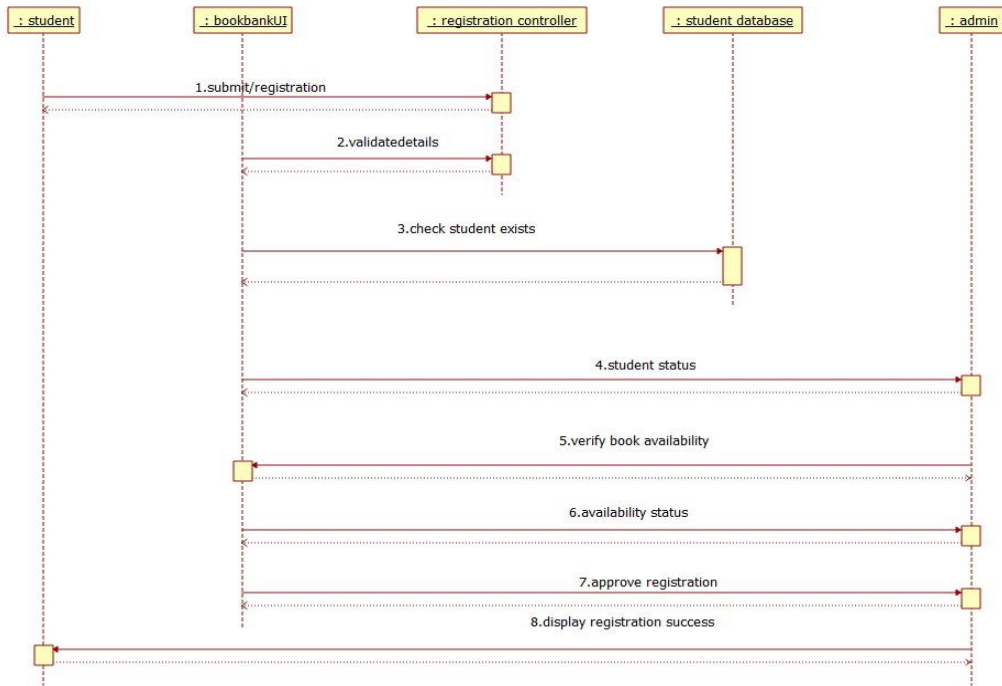 : student
: bookbankUI
: registration controller
: student database
: admin
1.submit/registration
2.validatedetails
3.check student exists
4.student status
5.verify book availability
6.availability status
7.approve registration
8.display registration success